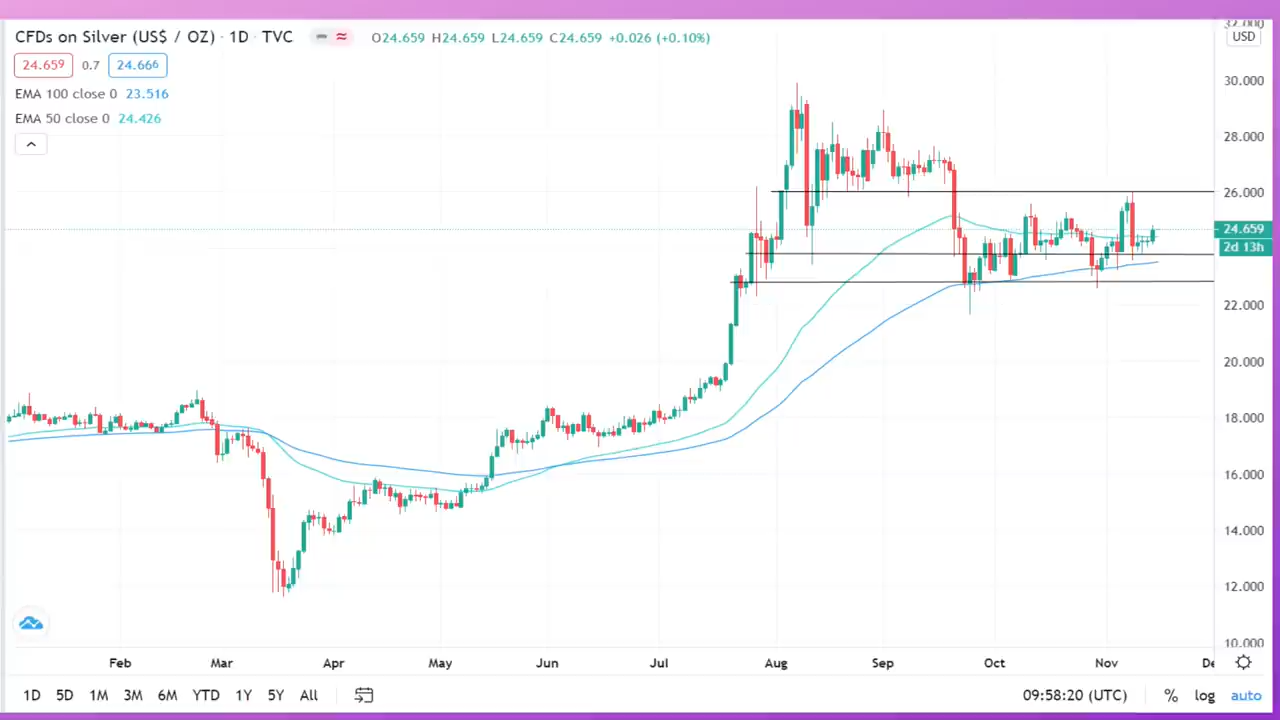 CFDs on Silver (US$ / OZ) · 1D · TVC O24.659 H24.659 L24.659 C24.659 +0.026 (+0.10%)
24.659 0.7 24.666
EMA 100 close 0 23.516
EMA 50 close 0 24.426
32.000
USD
30.000
28.000
26.000
24.659
2d 13h
22.000
20.000
18.000
16.000
14.000
12.000
10.000
Feb Mar Apr May Jun Jul Aug Sep Oct Nov De
1D 5D 1M 3M 6M YTD 1Y 5Y All 09:58:20 (UTC) % log auto